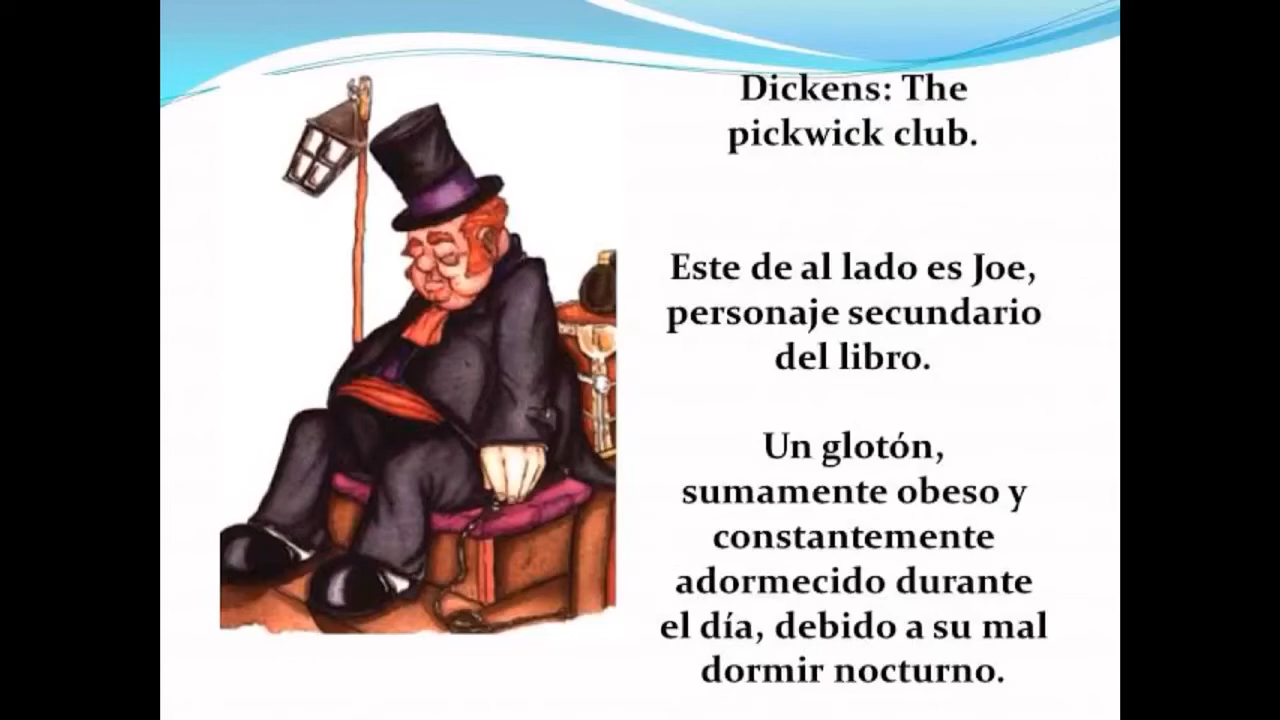 Dickens: The
pickwick club.
Este de al lado es Joe,
personaje secundario
del libro.
Un glotón,
sumamente obeso y
constantemente
adormecido durante
el día, debido a su mal
dormir nocturno.